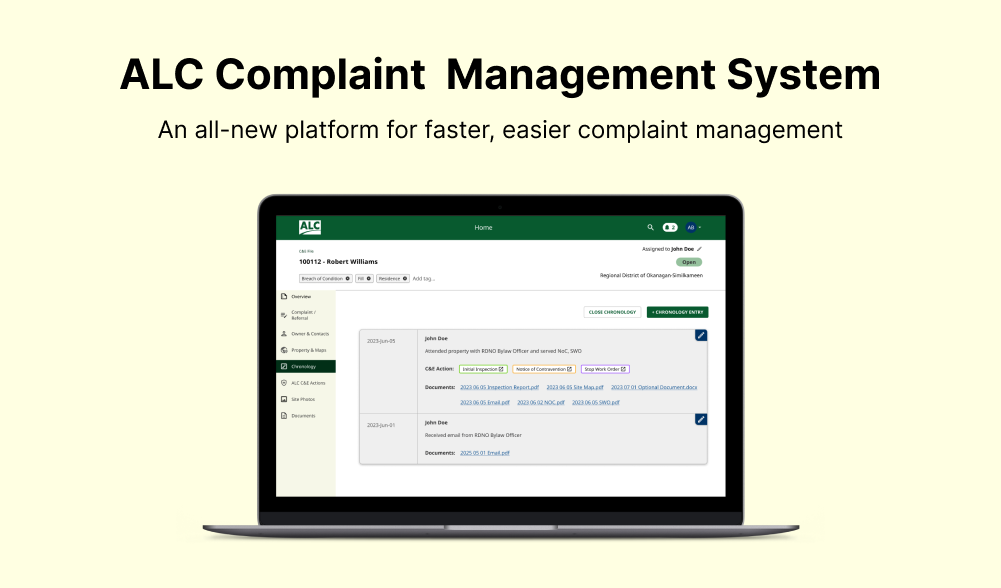 ALC Complaint  Management System
An all-new platform for faster, easier complaint management
ALC
Home
2
AB
C&E File
Assigned to John Doe
100112 - Robert Williams
Open
Breach of Condition
Fill
Residence
Add tag...
Regional District of Okanagan-Similkameen
Overview
Complaint /
Referral
Owner & Contacts
Property & Maps
Chronology
ALC C&E Actions
Site Photos
Documents
CLOSE CHRONOLOGY
+ CHRONOLOGY ENTRY
2023-Jun-05
John Doe
Attended property with RDNO Bylaw Officer and served NoC, SWO
C&E Action: Initial Inspection Notice of Contravention Stop Work Order
Documents: 2023 06 05 Inspection Report.pdf 2023 06 05 Site Map.pdf 2023 07 01 Optional Document.docx
2023 06 05 Email.pdf 2023 06 02 NOC.pdf 2023 06 05 SWO.pdf
2023-Jun-01
John Doe
Received email from RDNO Bylaw Officer
Documents: 2025 05 01 Email.pdf